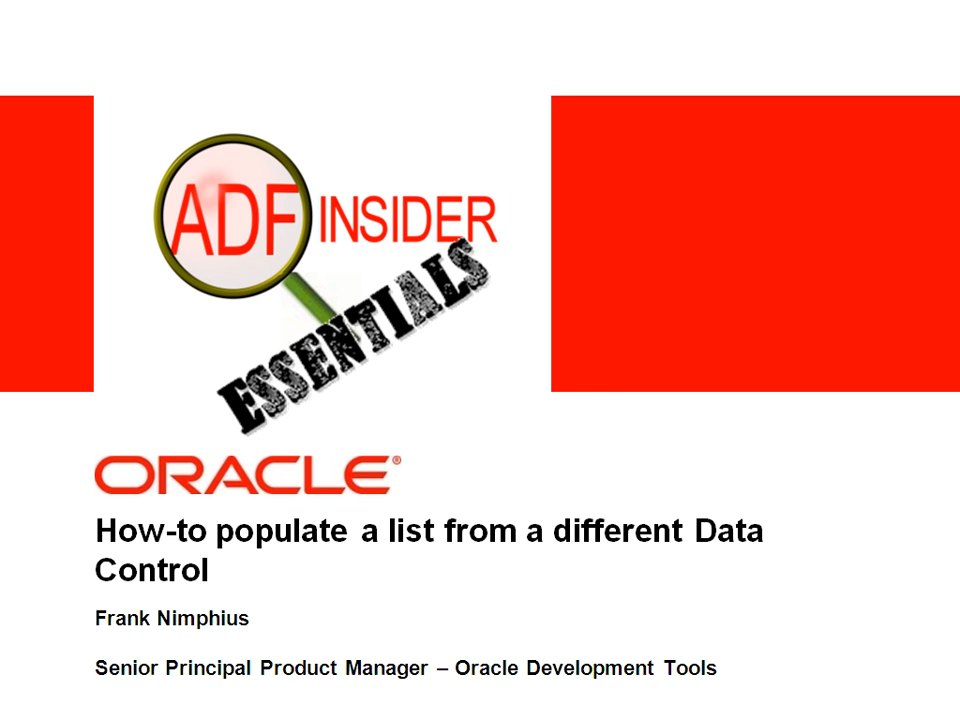 ADF INSIDER
ESSENTIALS
ORACLE®
How-to populate a list from a different Data
Control
Frank Nimphius
Senior Principal Product Manager – Oracle Development Tools